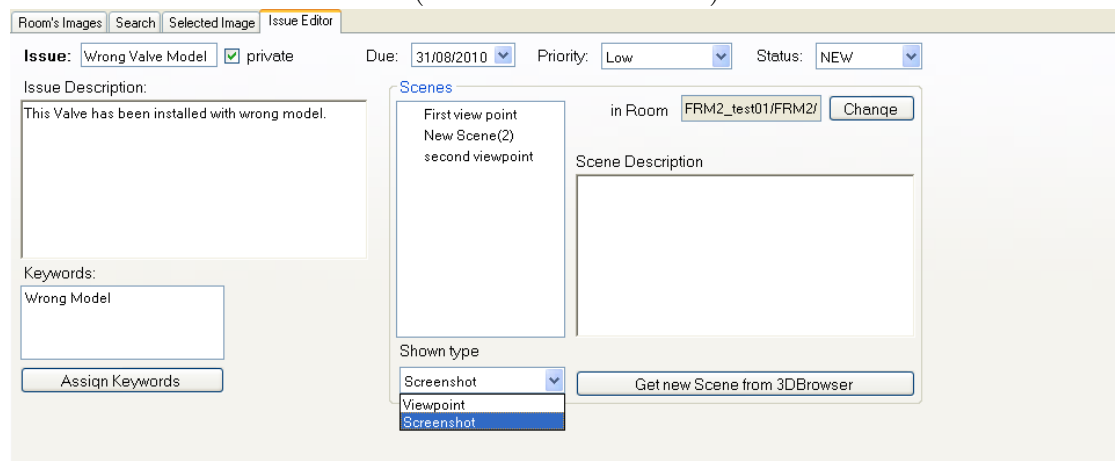 Room's Images Search Selected Image Issue Editor
Issue: Wrong Valve Model private Due: 31/08/2010 Priority: Low Status: NEW
Issue Description:
This Valve has been installed with wrong model.
Scenes
First view point
New Scene(2)
second viewpoint
in Room FRM2_test01/FRM2/ Change
Scene Description
Keywords:
Wrong Model
Assign Keywords
Shown type
Screenshot
Viewpoint
Screenshot
Get new Scene from 3DBrowser